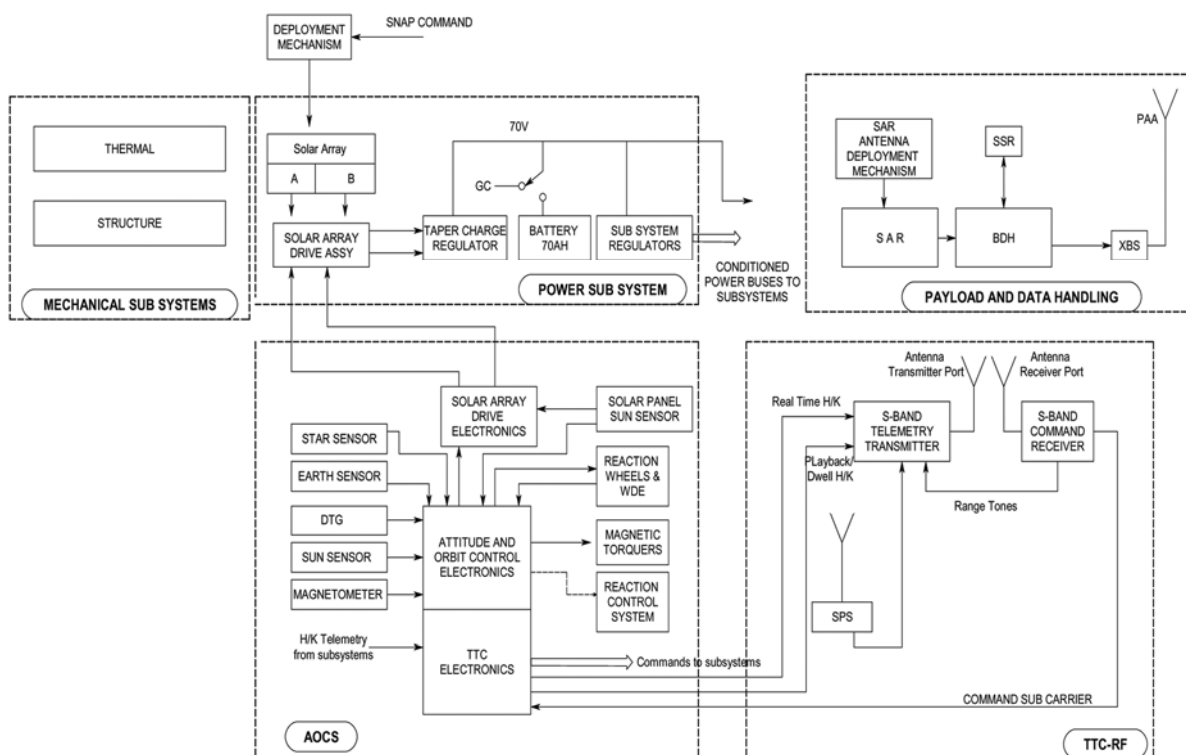 DEPLOYMENT
MECHANISM
SNAP COMMAND
THERMAL
STRUCTURE
MECHANICAL SUB SYSTEMS
Solar Array
A
B
SOLAR ARRAY
DRIVE ASSY
70V
GC
TAPER CHARGE
REGULATOR
BATTERY
70AH
SUB SYSTEM
REGULATORS
POWER SUB SYSTEM
CONDITIONED
POWER BUSES TO
SUBSYSTEMS
SAR
ANTENNA
DEPLOYMENT
MECHANISM
SSR
PAA
S A R
BDH
XBS
PAYLOAD AND DATA HANDLING
SOLAR ARRAY
DRIVE
ELECTRONICS
SOLAR PANEL
SUN SENSOR
STAR SENSOR
EARTH SENSOR
DTG
SUN SENSOR
MAGNETOMETER
REACTION
WHEELS &
WDE
ATTITUDE AND
ORBIT CONTROL
ELECTRONICS
MAGNETIC
TORQUERS
REACTION
CONTROL
SYSTEM
H/K Telemetry
from subsystems
TTC
ELECTRONICS
Commands to subsystems
AOCS
Antenna
Transmitter Port
Antenna
Receiver Port
Real Time H/K
S-BAND
TELEMETRY
TRANSMITTER
S-BAND
COMMAND
RECEIVER
PLayback/
Dwell H/K
Range Tones
SPS
COMMAND SUB CARRIER
TTC-RF